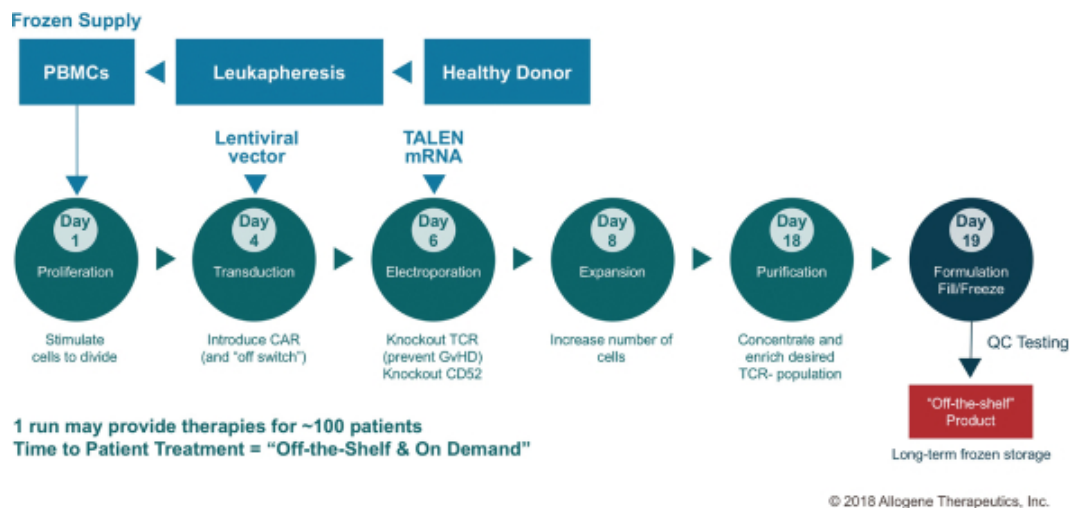 Frozen Supply
PBMCs
Leukapheresis
Healthy Donor
Lentiviral
vector
TALEN
mRNA
Day
1
Proliferation
Day
4
Transduction
Day
6
Electroporation
Day
8
Expansion
Day
18
Purification
Day
19
Formulation
Fill/Freeze
Stimulate
cells to divide
Introduce CAR
(and “off switch”)
Knockout TCR
(prevent GvHD)
Knockout CD52
Increase number of
cells
Concentrate and
enrich desired
TCR- population
QC Testing
“Off-the-shelf”
Product
Long-term frozen storage
1 run may provide therapies for ~100 patients
Time to Patient Treatment = “Off-the-Shelf & On Demand”
© 2018 Allogene Therapeutics, Inc.